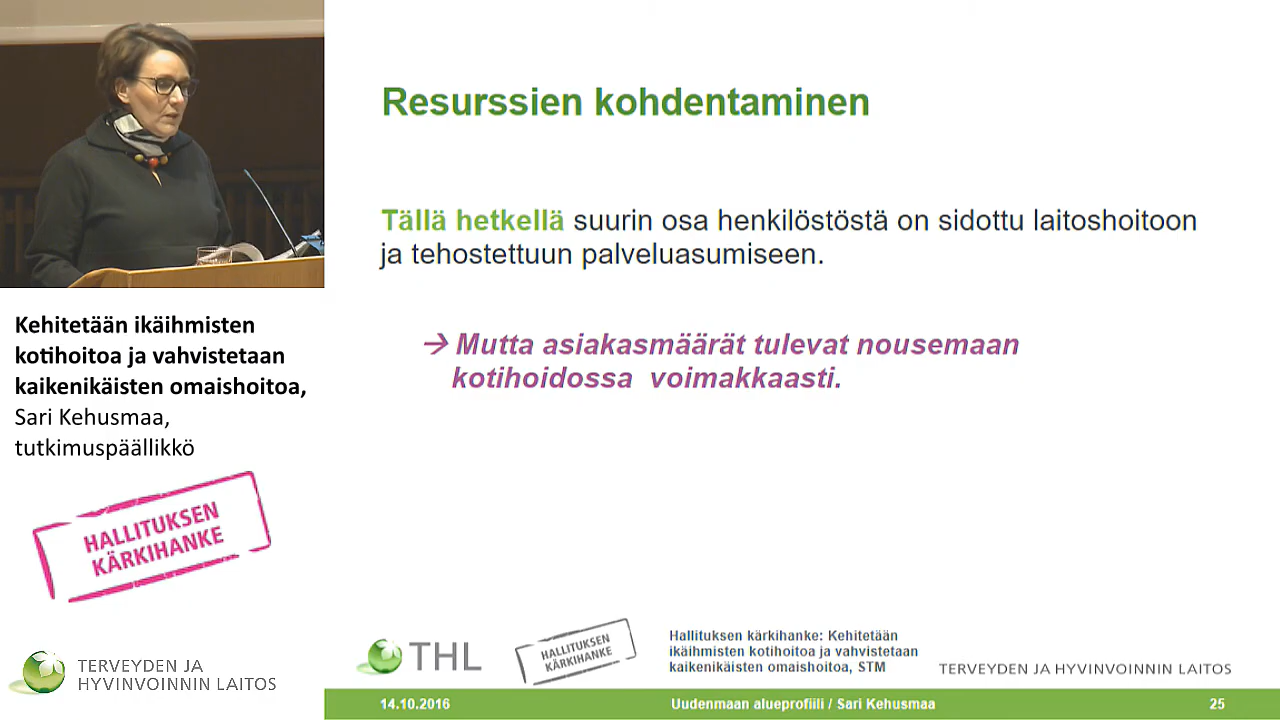 Kehitetään ikäihmisten
kotihoitoa ja vahvistetaan
kaikenikäisten omaishoitoa,
Sari Kehusmaa,
tutkimuspäällikkö
HALLITUKSEN
KÄRKIHANKE
TERVEYDEN JA
HYVINVOINNIN LAITOS
Resurssien kohdentaminen
Tällä hetkellä suurin osa henkilöstöstä on sidottu laitoshoitoon
ja tehostettuun palveluasumiseen.
→ Mutta asiakasmäärät tulevat nousemaan
kotihoidossa voimakkaasti.
THL
HALLITUKSEN
KÄRKIHANKE
Hallituksen kärkihanke: Kehitetään
ikäihmisten kotihoitoa ja vahvistetaan
kaikenikäisten omaishoitoa, STM
TERVEYDEN JA HYVINVOINNIN LAITOS
14.10.2016 Uudenmaan alueprofiili / Sari Kehusmaa 25